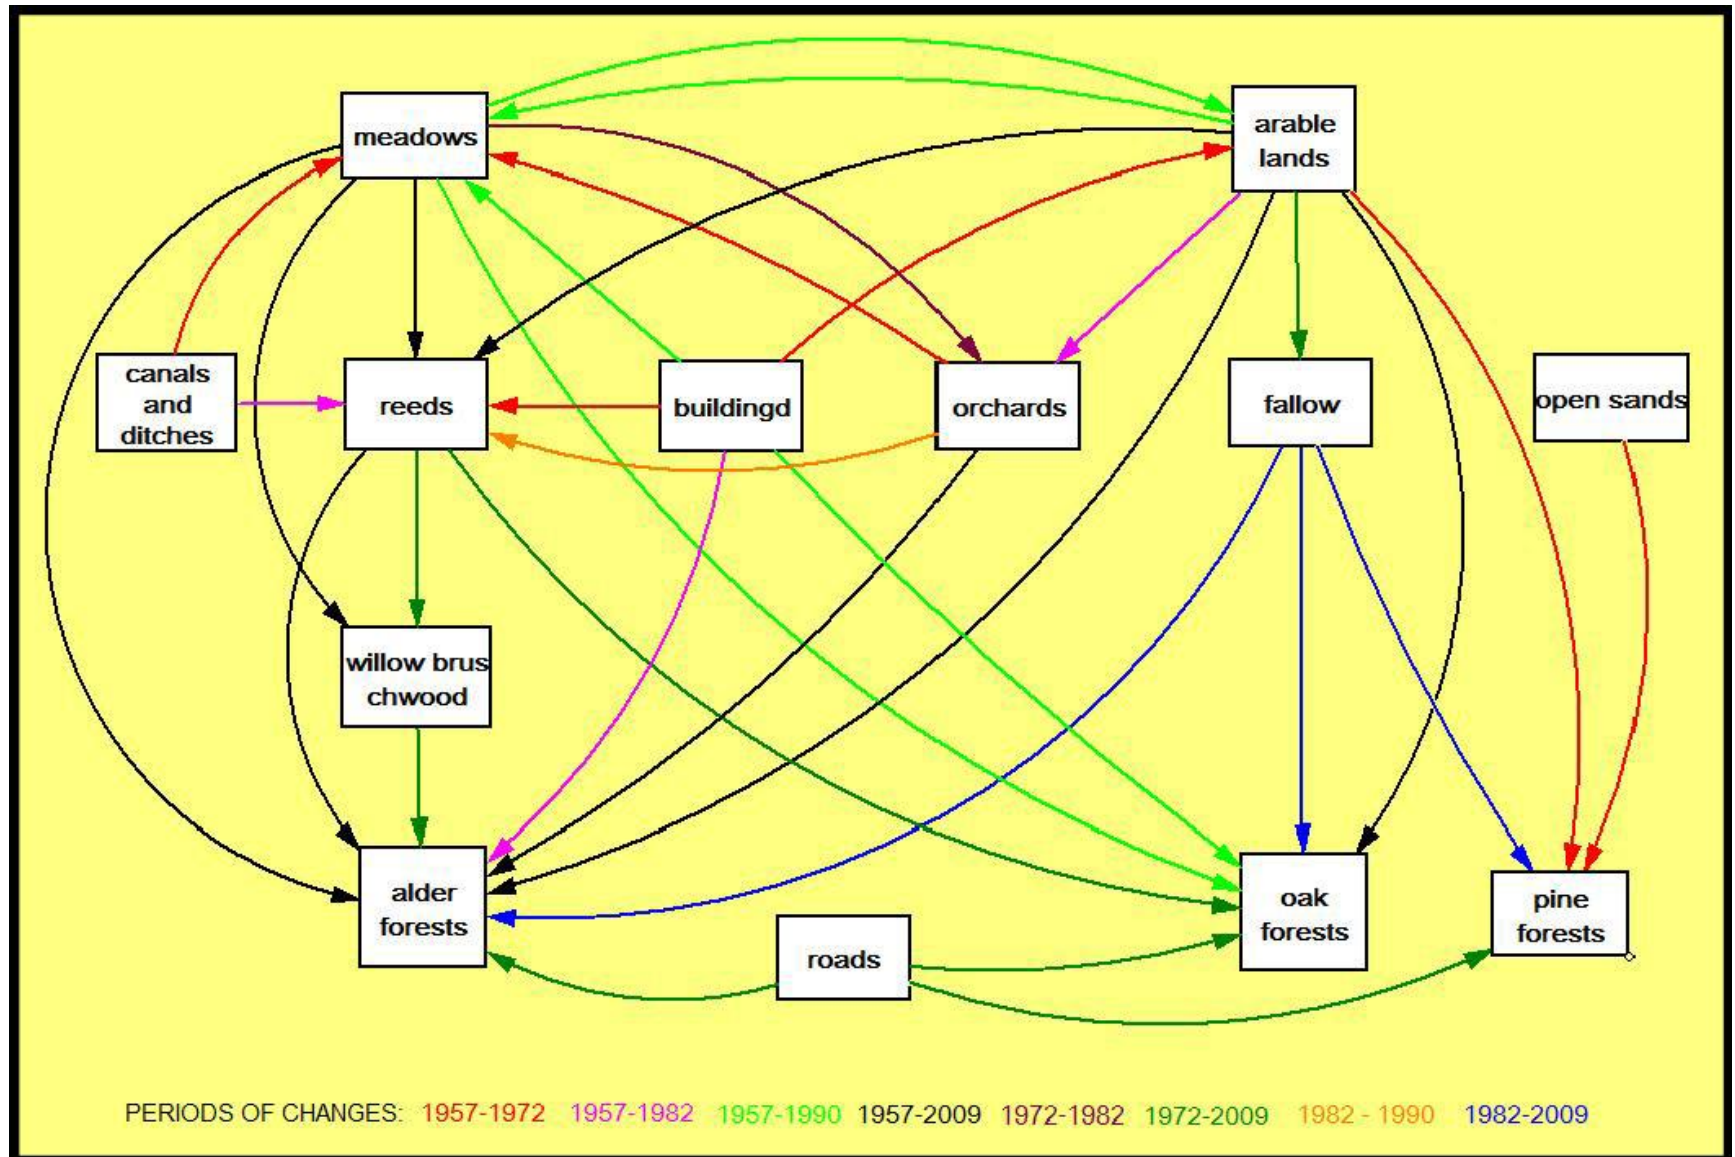 meadows
arable
lands
canals
and
ditches
reeds
buildingd
orchards
fallow
open sands
willow brus
chwood
alder
forests
roads
oak
forests
pine
forests
PERIODS OF CHANGES: 1957-1972 1957-1982 1957-1990 1957-2009 1972-1982 1972-2009 1982 - 1990 1982-2009